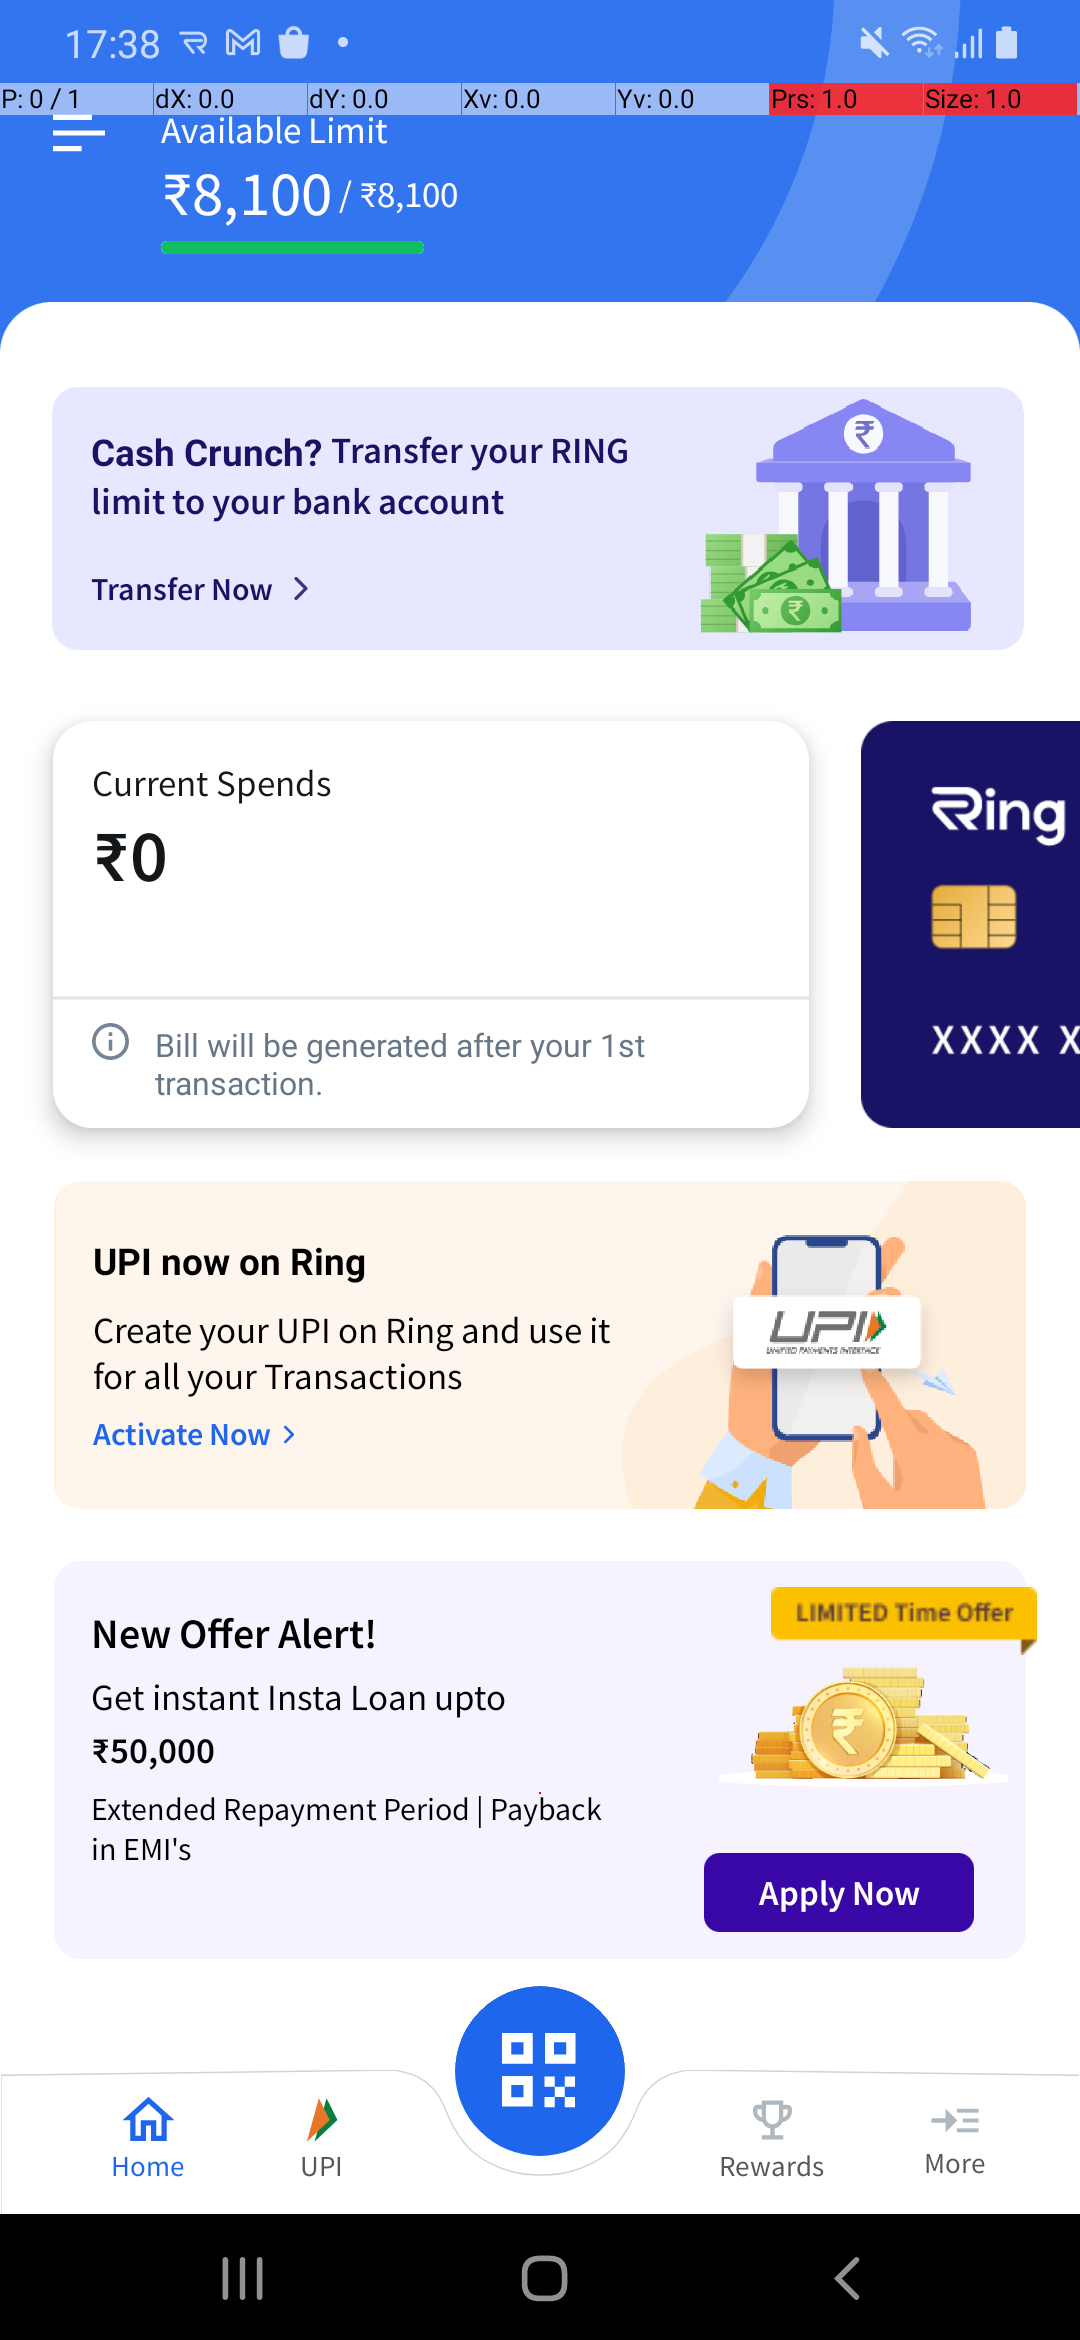 17:38
P: 0 / 1 dX: 0.0 dY: 0.0 Xv: 0.0 Yv: 0.0 Prs: 1.0 Size: 1.0
Available Limit
₹8,100 / ₹8,100
Cash Crunch? Transfer your RING
limit to your bank account
Transfer Now
Current Spends
₹0
Bill will be generated after your 1st
transaction.
Ring
XXXX X
UPI now on Ring
Create your UPI on Ring and use it
for all your Transactions
Activate Now
UPI
UNIFIED PAYMENTS INTERFACE
New Offer Alert!
LIMITED Time Offer
Get instant Insta Loan upto
₹50,000
Extended Repayment Period | Payback
in EMI's
Apply Now
Home
UPI
Rewards
More